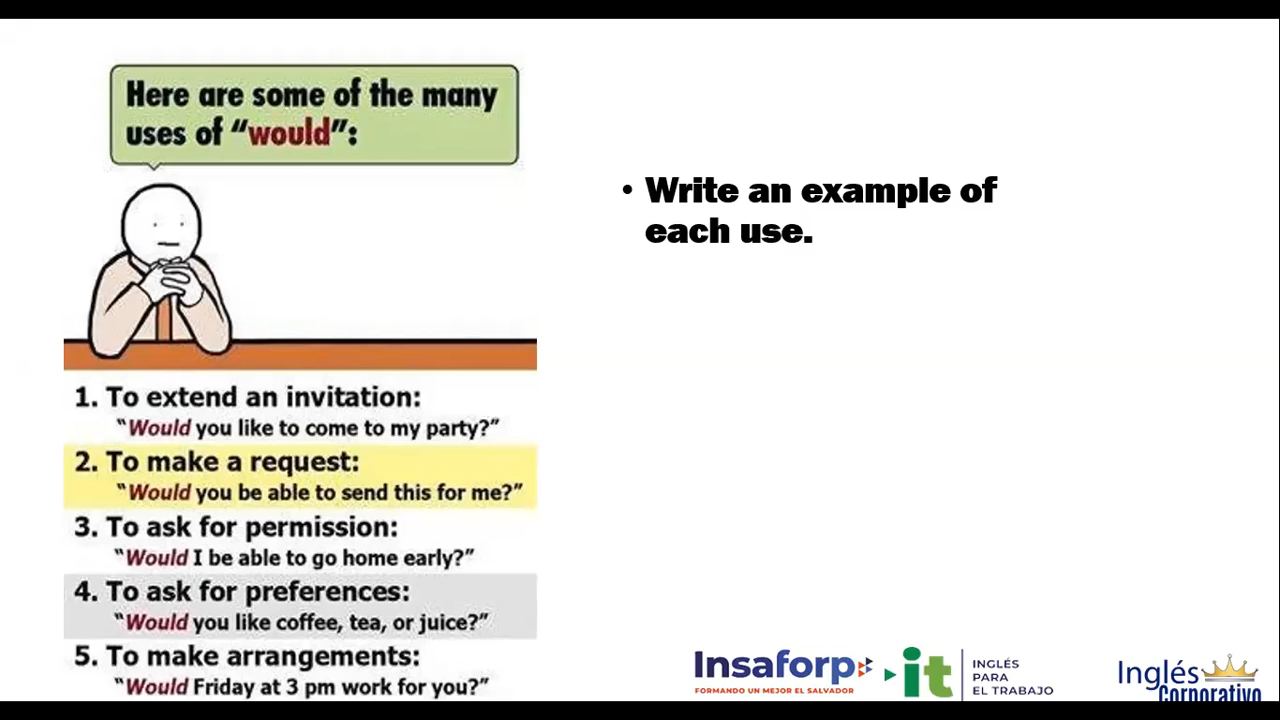 Here are some of the many
uses of “would”:
• Write an example of
each use.
1. To extend an invitation:
“Would you like to come to my party?”
2. To make a request:
“Would you be able to send this for me?”
3. To ask for permission:
“Would I be able to go home early?”
4. To ask for preferences:
“Would you like coffee, tea, or juice?”
5. To make arrangements:
“Would Friday at 3 pm work for you?”
Insaforp
FORMANDO UN MEJOR EL SALVADOR
it
INGLÉS
PARA
EL TRABAJO
Inglés
Corporativo